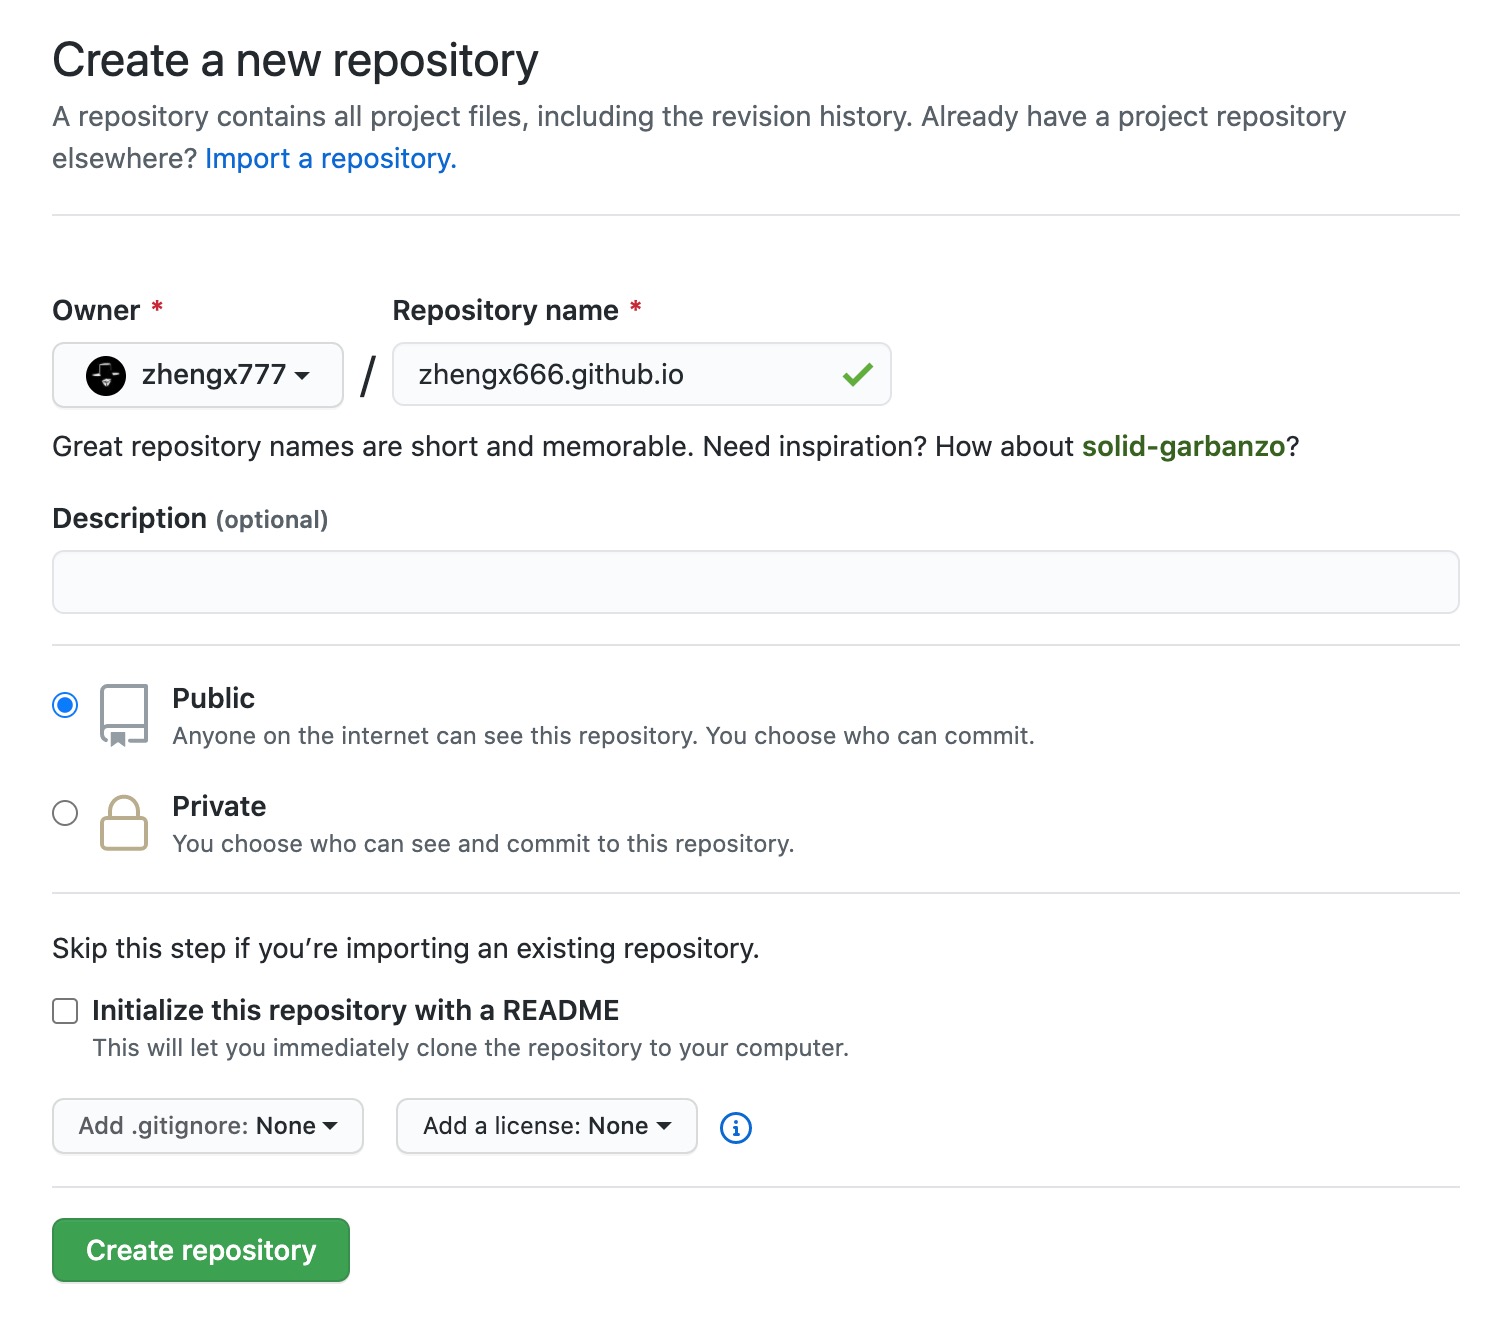 Create a new repository
A repository contains all project files, including the revision history. Already have a project repository
elsewhere? Import a repository.
Owner *
Repository name *
zhengx777 / zhengx666.github.io
Great repository names are short and memorable. Need inspiration? How about solid-garbanzo?
Description (optional)
Public
Anyone on the internet can see this repository. You choose who can commit.
Private
You choose who can see and commit to this repository.
Skip this step if you’re importing an existing repository.
Initialize this repository with a README
This will let you immediately clone the repository to your computer.
Add .gitignore: None
Add a license: None
Create repository